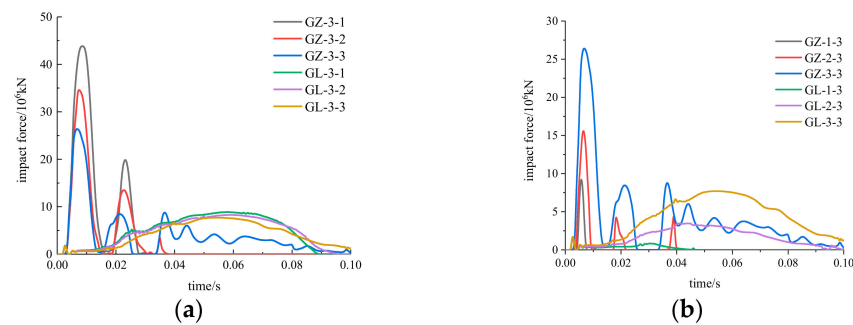 50
40
30
20
10
0
0.00 0.02 0.04 0.06 0.08 0.10
impact force/10⁶kN
time/s
GZ-3-1
GZ-3-2
GZ-3-3
GL-3-1
GL-3-2
GL-3-3
(a)
30
25
20
15
10
5
0
0.00 0.02 0.04 0.06 0.08 0.10
impact force/10⁶kN
time/s
GZ-1-3
GZ-2-3
GZ-3-3
GL-1-3
GL-2-3
GL-3-3
(b)